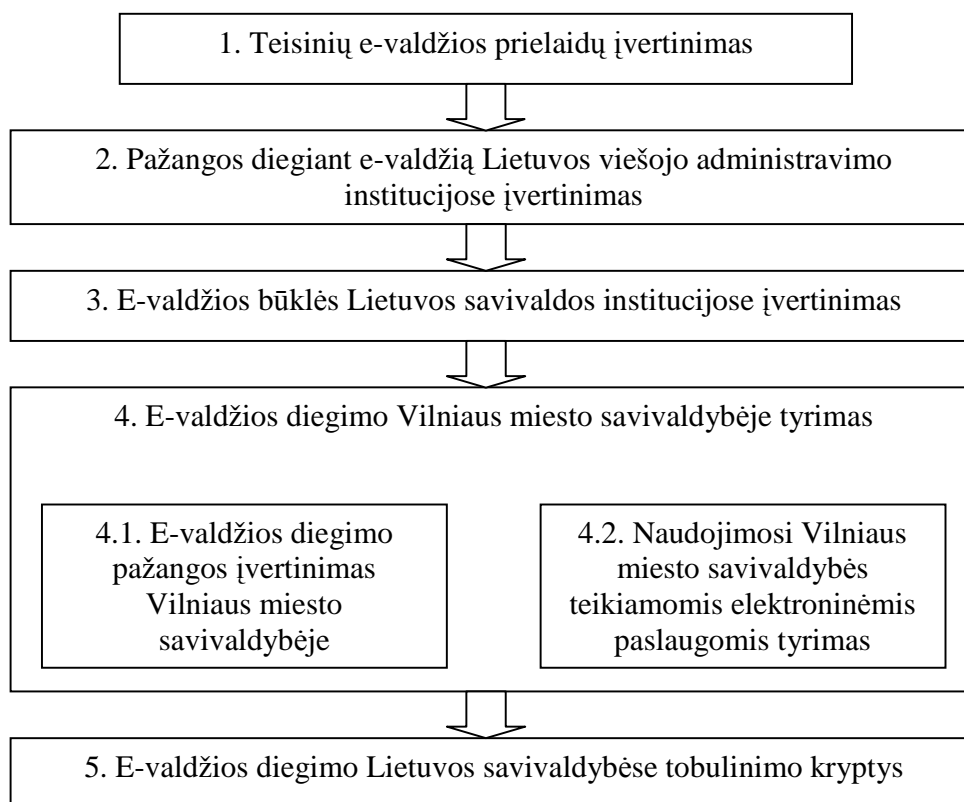 1. Teisinių e-valdžios prielaidų įvertinimas
2. Pažangos diegiant e-valdžią Lietuvos viešojo administravimo
institucijose įvertinimas
3. E-valdžios būklės Lietuvos savivaldos institucijose įvertinimas
4. E-valdžios diegimo Vilniaus miesto savivaldybėje tyrimas
4.1. E-valdžios diegimo
pažangos įvertinimas
Vilniaus miesto
savivaldybėje
4.2. Naudojimosi Vilniaus
miesto savivaldybės
teikiamomis elektroninėmis
paslaugomis tyrimas
5. E-valdžios diegimo Lietuvos savivaldybėse tobulinimo kryptys